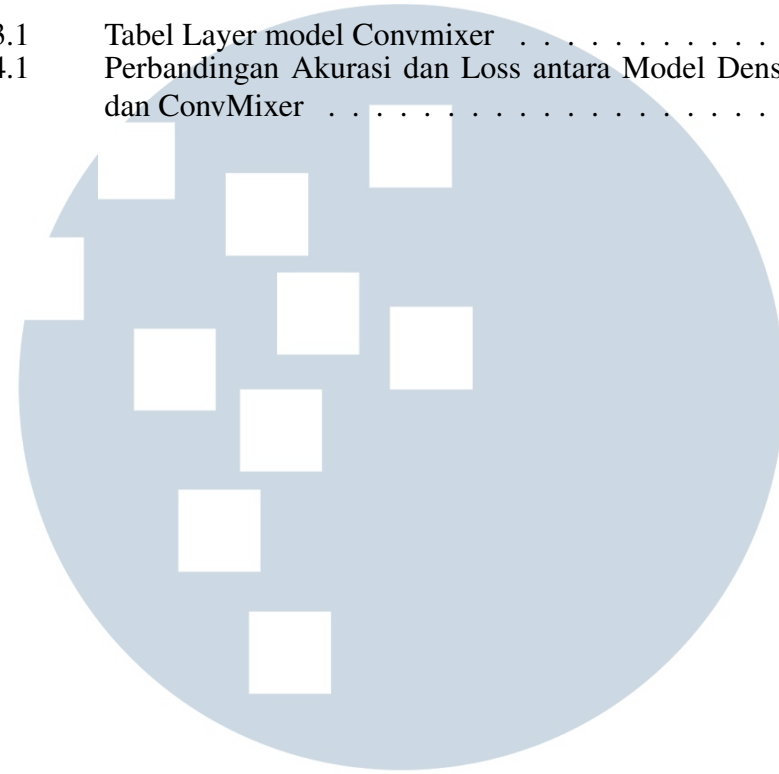 3.1 Tabel Layer model Convmixer . . . . . . . . . . .
4.1 Perbandingan Akurasi dan Loss antara Model Dens
dan ConvMixer . . . . . . . . . . . . . . . . . . .